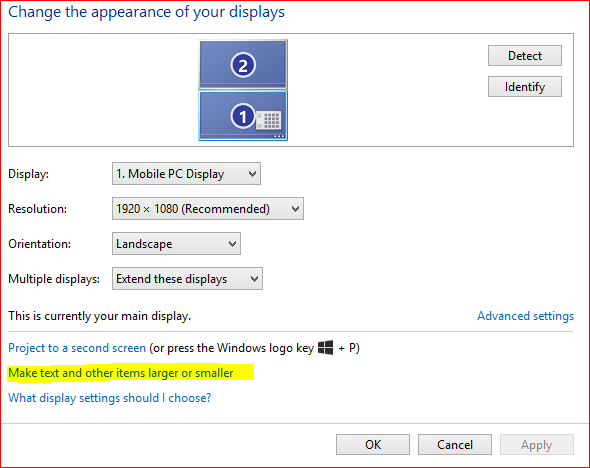 Change the appearance of your displays
2
1
Detect
Identify
Display: 1. Mobile PC Display
Resolution: 1920 × 1080 (Recommended)
Orientation: Landscape
Multiple displays: Extend these displays
This is currently your main display. Advanced settings
Project to a second screen (or press the Windows logo key + P)
Make text and other items larger or smaller
What display settings should I choose?
OK Cancel Apply